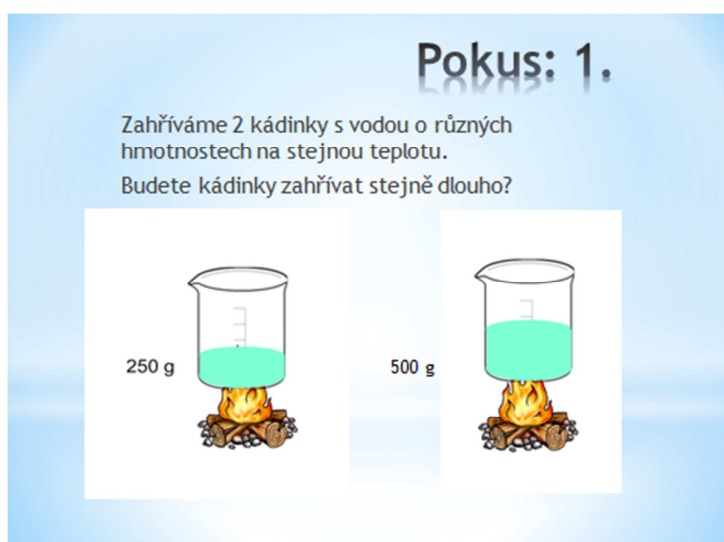 Pokus: 1.
Zahříváme 2 kádinky s vodou o různých
hmotnostech na stejnou teplotu.
Budete kádinky zahřívat stejně dlouho?
250 g
500 g